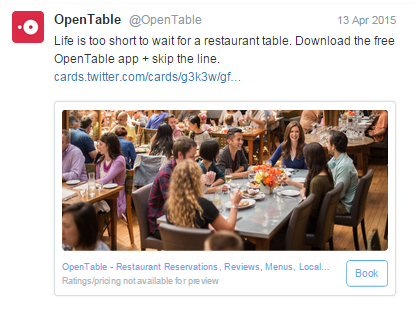 OpenTable @OpenTable 13 Apr 2015
Life is too short to wait for a restaurant table. Download the free
OpenTable app + skip the line.
cards.twitter.com/cards/g3k3w/gf…
OpenTable - Restaurant Reservations, Reviews, Menus, Local...
Ratings/pricing not available for preview
Book